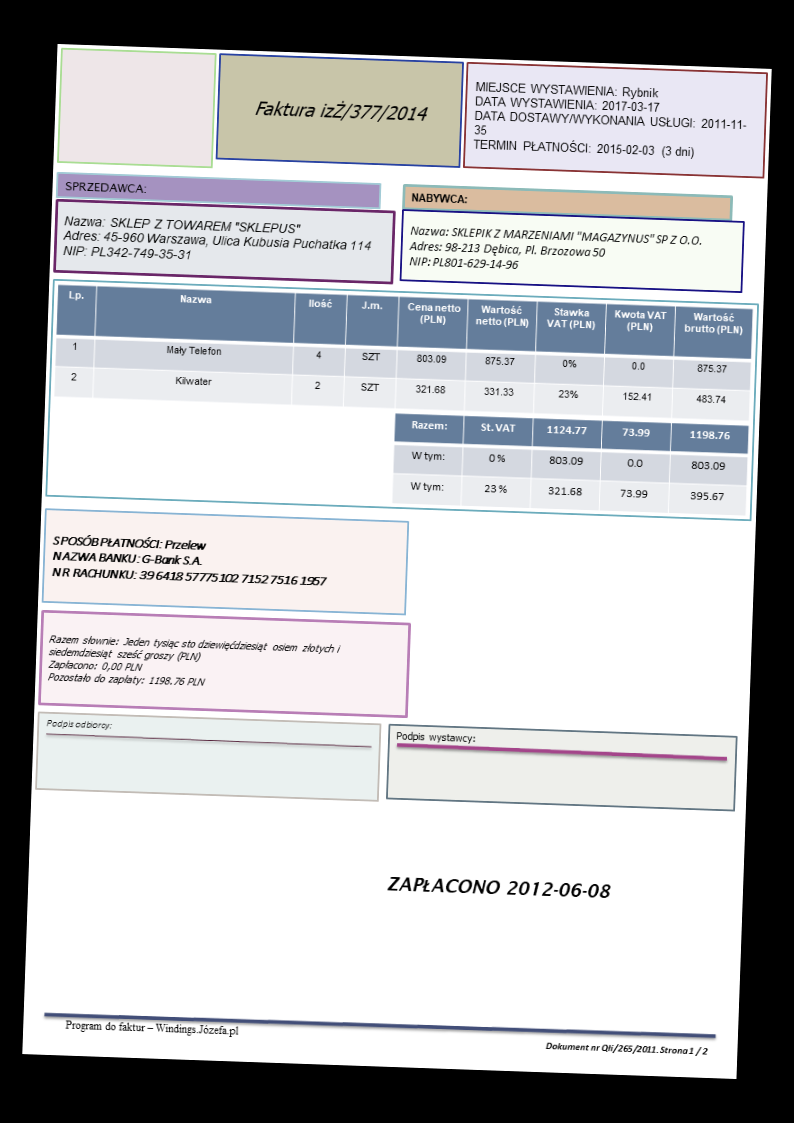 Faktura izŻ/377/2014
MIEJSCE WYSTAWIENIA: Rybnik
DATA WYSTAWIENIA: 2017-03-17
DATA DOSTAWY/WYKONANIA USŁUGI: 2011-11-
35
TERMIN PŁATNOŚCI: 2015-02-03 (3 dni)
SPRZEDAWCA:
Nazwa: SKLEP Z TOWAREM "SKLEPUS"
Adres: 45-960 Warszawa, Ulica Kubusia Puchatka 114
NIP: PL342-749-35-31
NABYWCA:
Nazwa: SKLEPIK Z MARZENIAMI "MAGAZYNUS" SP Z O.O.
Adres: 98-213 Dębica, Pl. Brzozowa 50
NIP: PL801-629-14-96
Lp. Nazwa Ilość J.m. Cena netto (PLN) Wartość netto (PLN) Stawka VAT (PLN) Kwota VAT (PLN) Wartość brutto (PLN)
1 Mały Telefon 4 SZT 803.09 875.37 0% 0.0 875.37
2 Kilwater 2 SZT 321.68 331.33 23% 152.41 483.74
Razem: St. VAT 1124.77 73.99 1198.76
W tym: 0 % 803.09 0.0 803.09
W tym: 23 % 321.68 73.99 395.67
SPOSÓB PŁATNOŚCI: Przelew
NAZWA BANKU: G-Bank S.A.
NR RACHUNKU: 39 6418 5777 5102 7152 7516 1957
Razem słownie: Jeden tysiąc sto dziewięćdziesiąt osiem złotych i
siedemdziesiąt sześć groszy (PLN)
Zapłacono: 0,00 PLN
Pozostało do zapłaty: 1198.76 PLN
Podpis odbiorcy:
Podpis wystawcy:
ZAPŁACONO 2012-06-08
Program do faktur – Windings.Józefa.pl
Dokument nr Qłi/265/2011. Strona 1 / 2